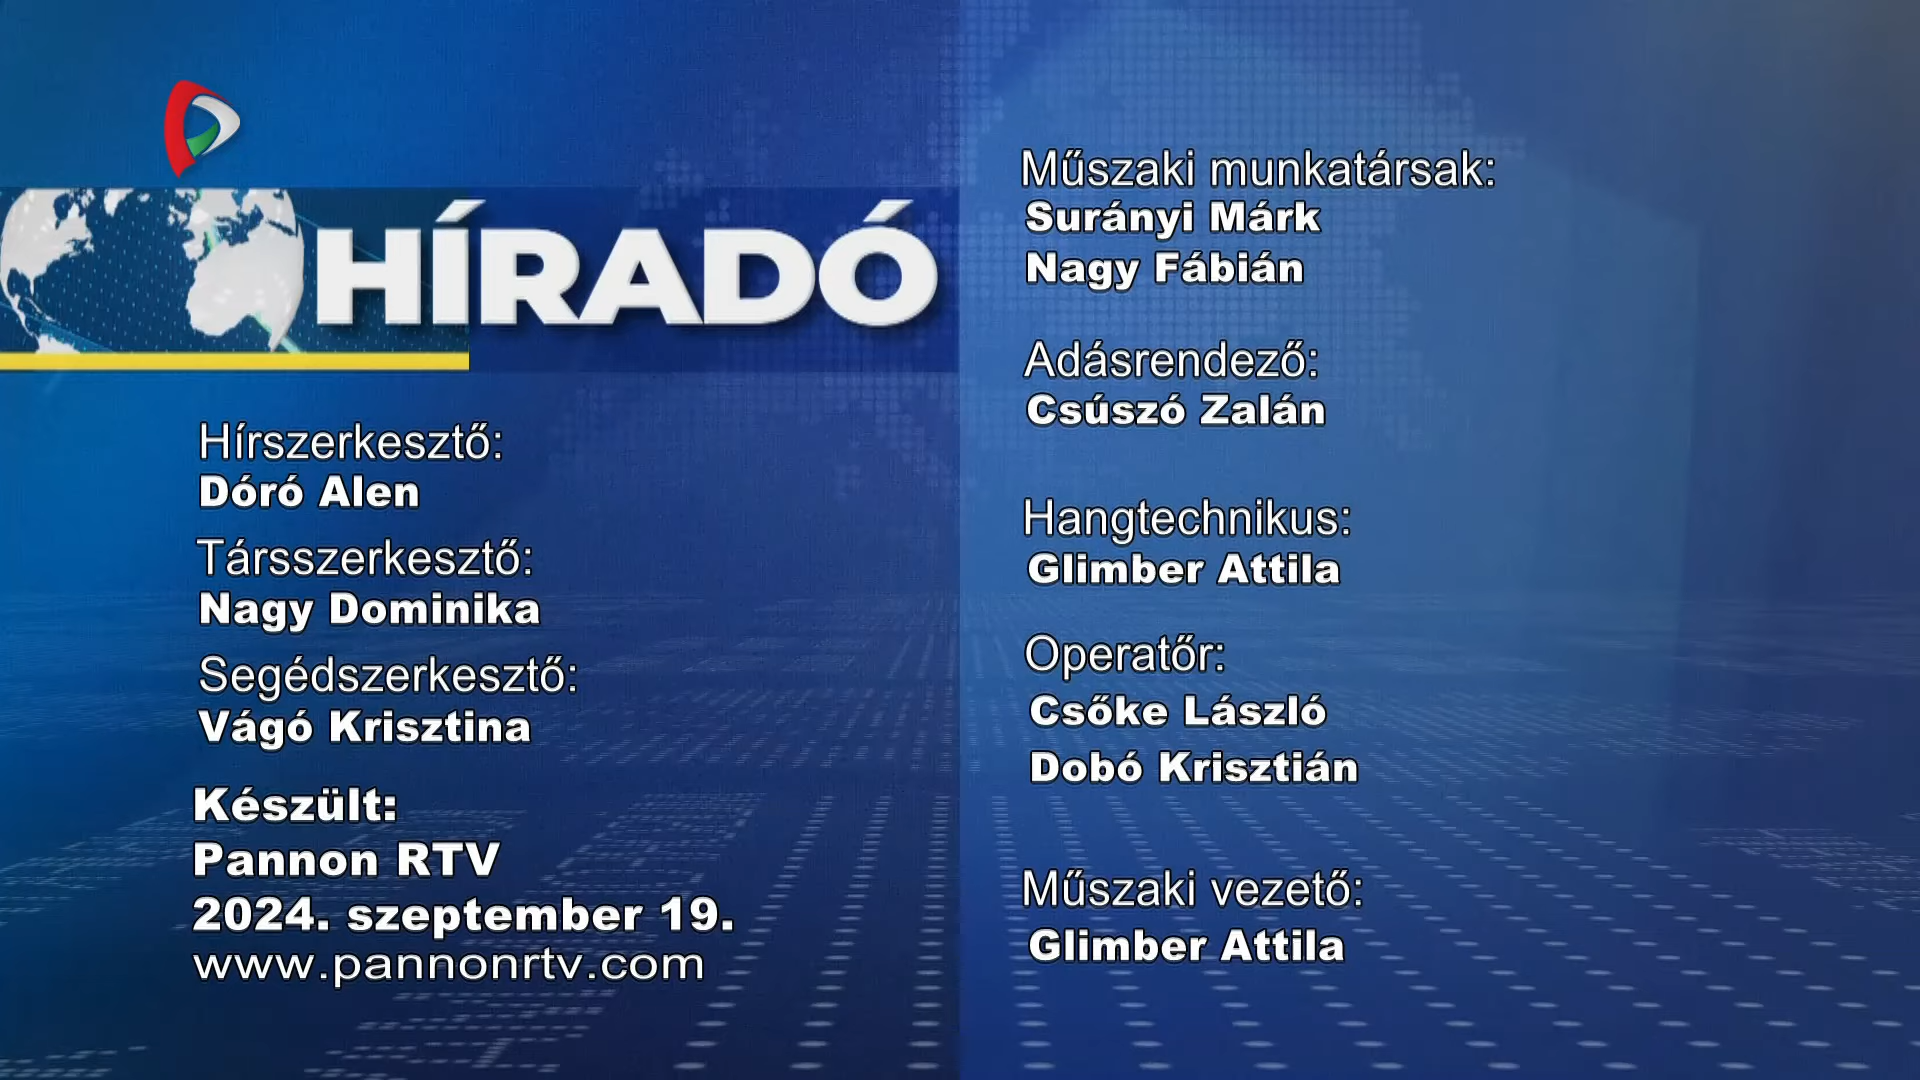 HÍRADÓ
Hírszerkesztő:
Dóró Alen
Társszerkesztő:
Nagy Dominika
Segédszerkesztő:
Vágó Krisztina
Készült:
Pannon RTV
2024. szeptember 19.
www.pannonrtv.com
Műszaki munkatársak:
Surányi Márk
Nagy Fábián
Adásrendező:
Csúszó Zalán
Hangtechnikus:
Glimber Attila
Operatőr:
Csőke László
Dobó Krisztián
Műszaki vezető:
Glimber Attila